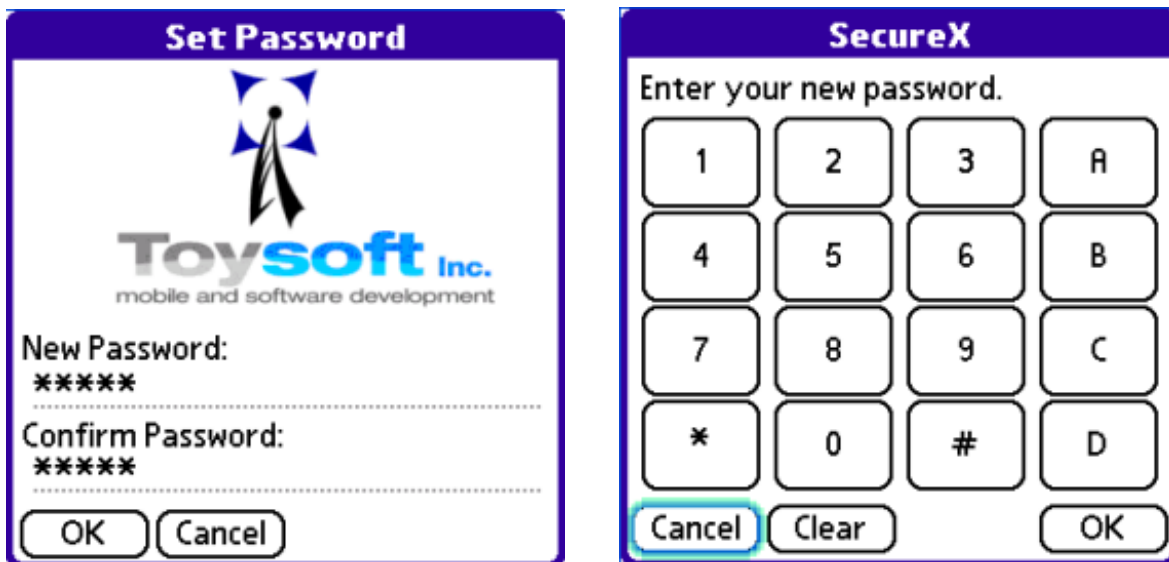 Set Password
Toysoft Inc.
mobile and software development
New Password:
*****
Confirm Password:
*****
OK Cancel
SecureX
Enter your new password.
1 2 3 A
4 5 6 B
7 8 9 C
* 0 # D
Cancel Clear OK